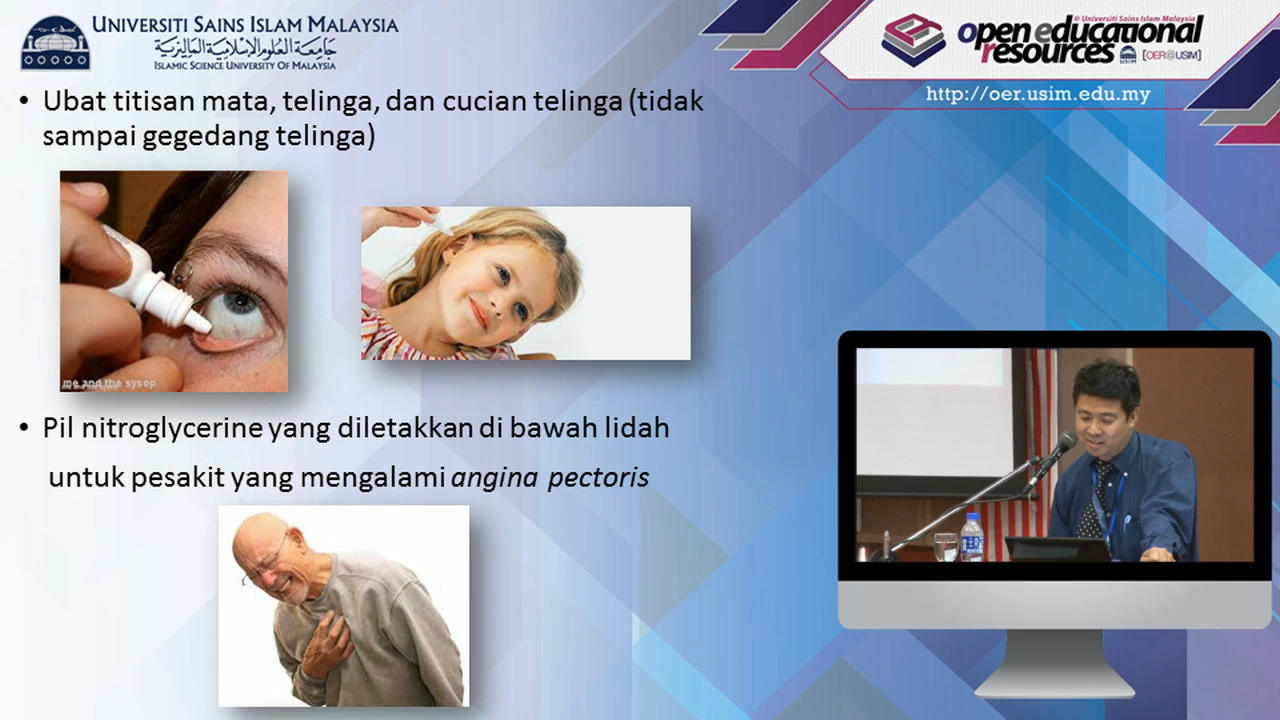 UNIVERSITI SAINS ISLAM MALAYSIA
جامعة العلوم الإسلامية الماليزية
ISLAMIC SCIENCE UNIVERSITY OF MALAYSIA
@ Universiti Sains Islam Malaysia
open educational
resources
USIM
[OER@USIM]
http://oer.usim.edu.my
• Ubat titisan mata, telinga, dan cucian telinga (tidak
sampai gegedang telinga)
me and the sysop
• Pil nitroglycerine yang diletakkan di bawah lidah
untuk pesakit yang mengalami angina pectoris